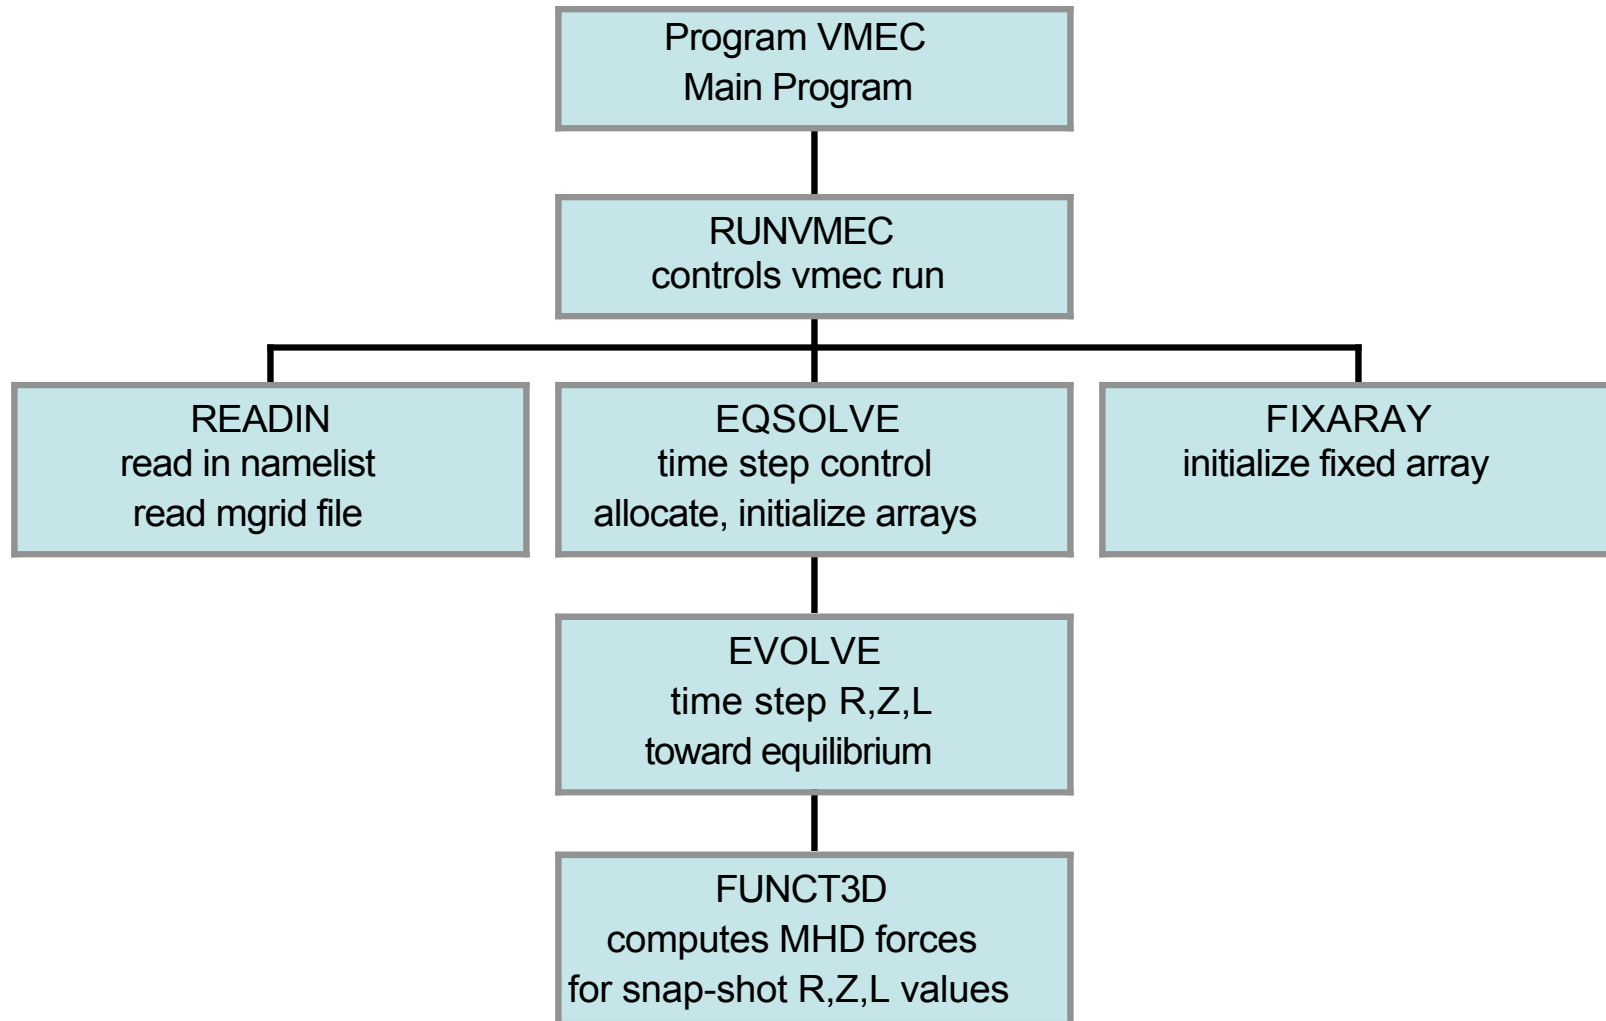 Program VMEC
Main Program
RUNVMEC
controls vmec run
READIN
read in namelist
read mgrid file
EQSOLVE
time step control
allocate, initialize arrays
FIXARAY
initialize fixed array
EVOLVE
time step R,Z,L
toward equilibrium
FUNCT3D
computes MHD forces
for snap-shot R,Z,L values